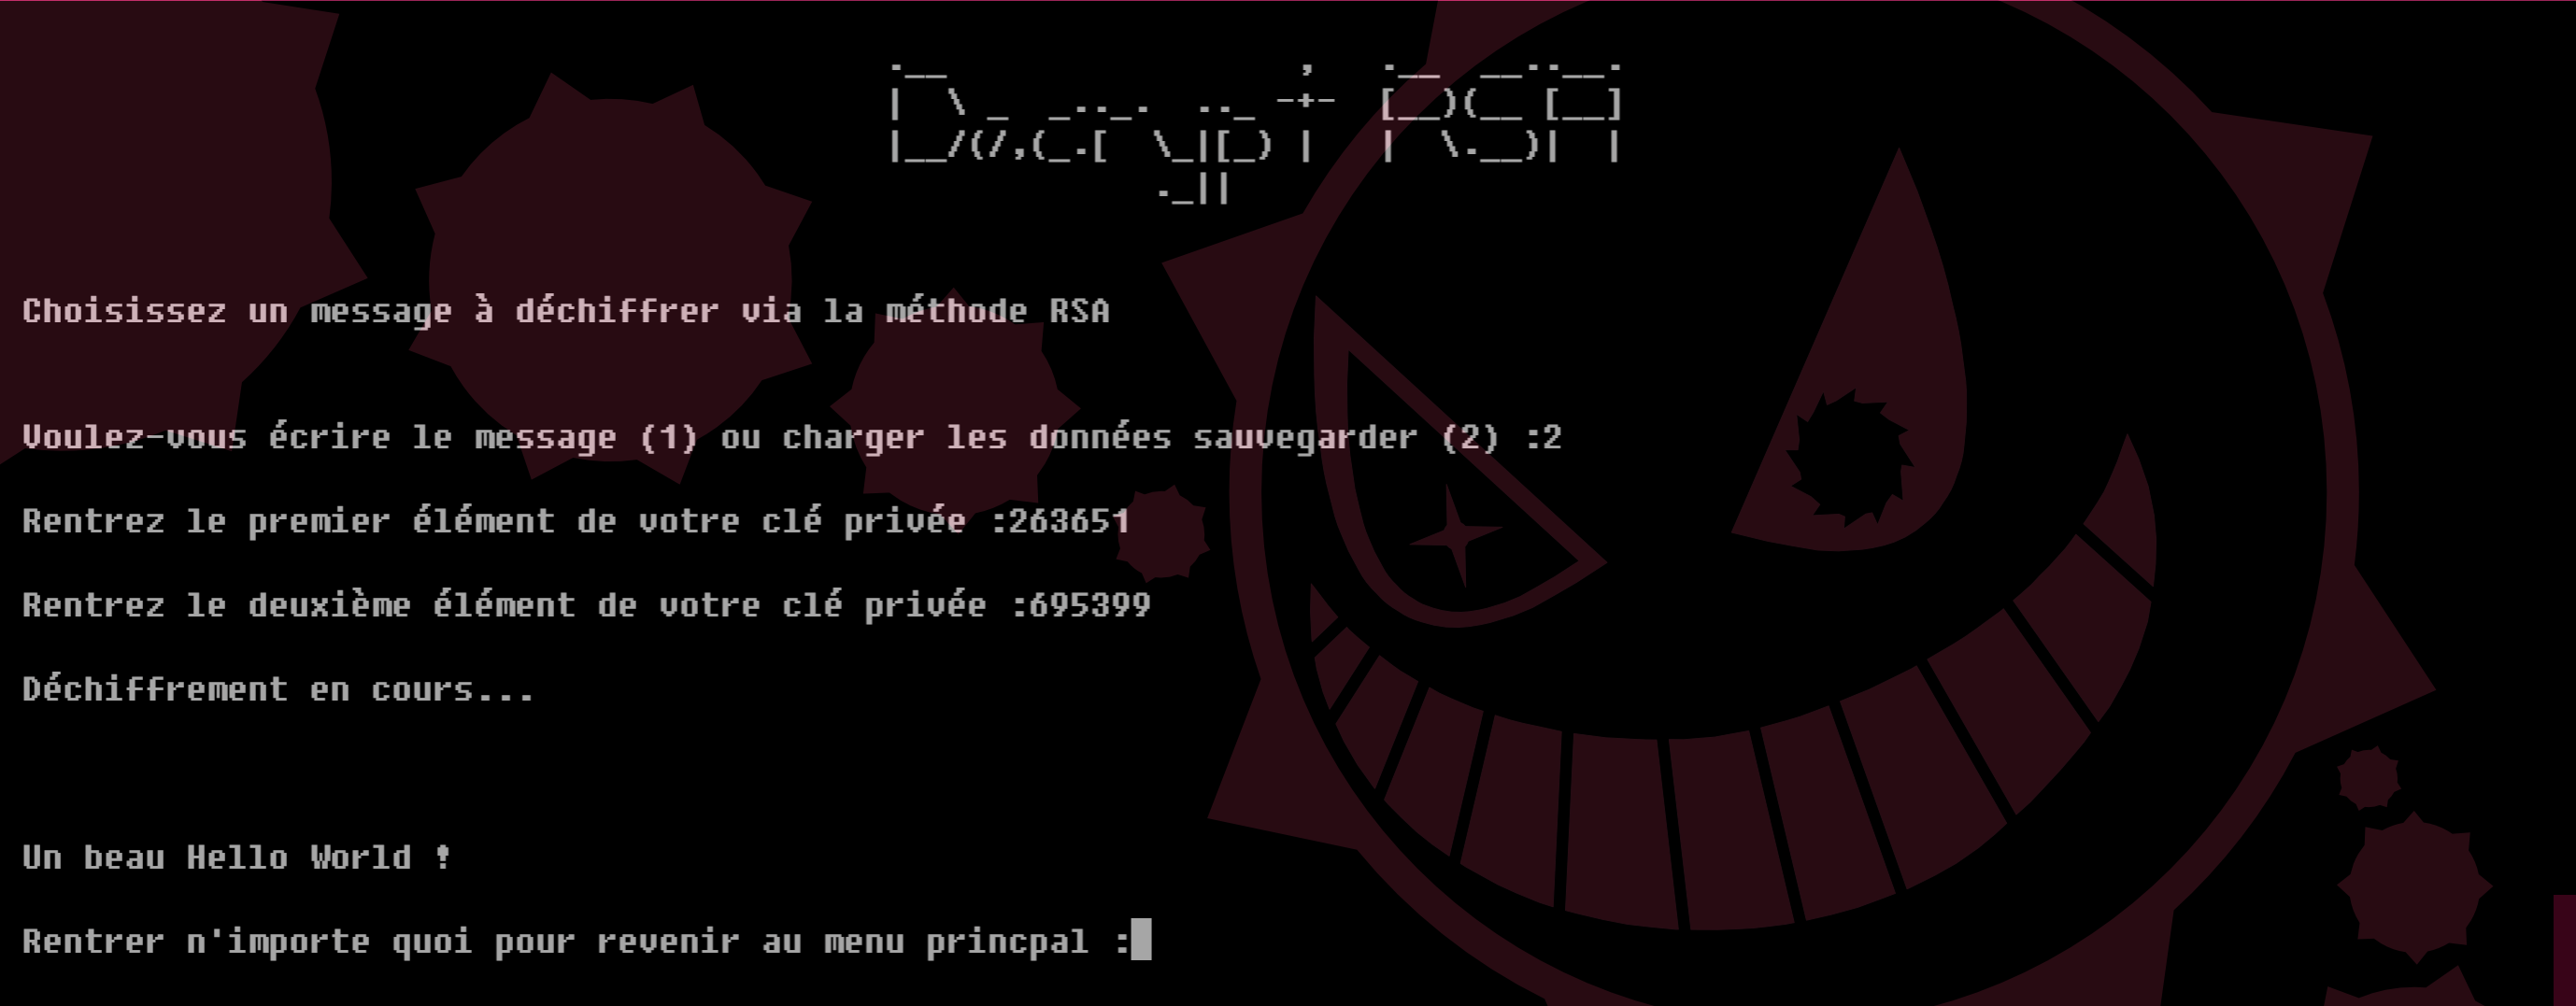 Decrypt RSA
Choisissez un message à déchiffrer via la méthode RSA
Voulez-vous écrire le message (1) ou charger les données sauvegarder (2) :2
Rentrez le premier élément de votre clé privée :263651
Rentrez le deuxième élément de votre clé privée :695399
Déchiffrement en cours...
Un beau Hello World !
Rentrer n'importe quoi pour revenir au menu princpal :